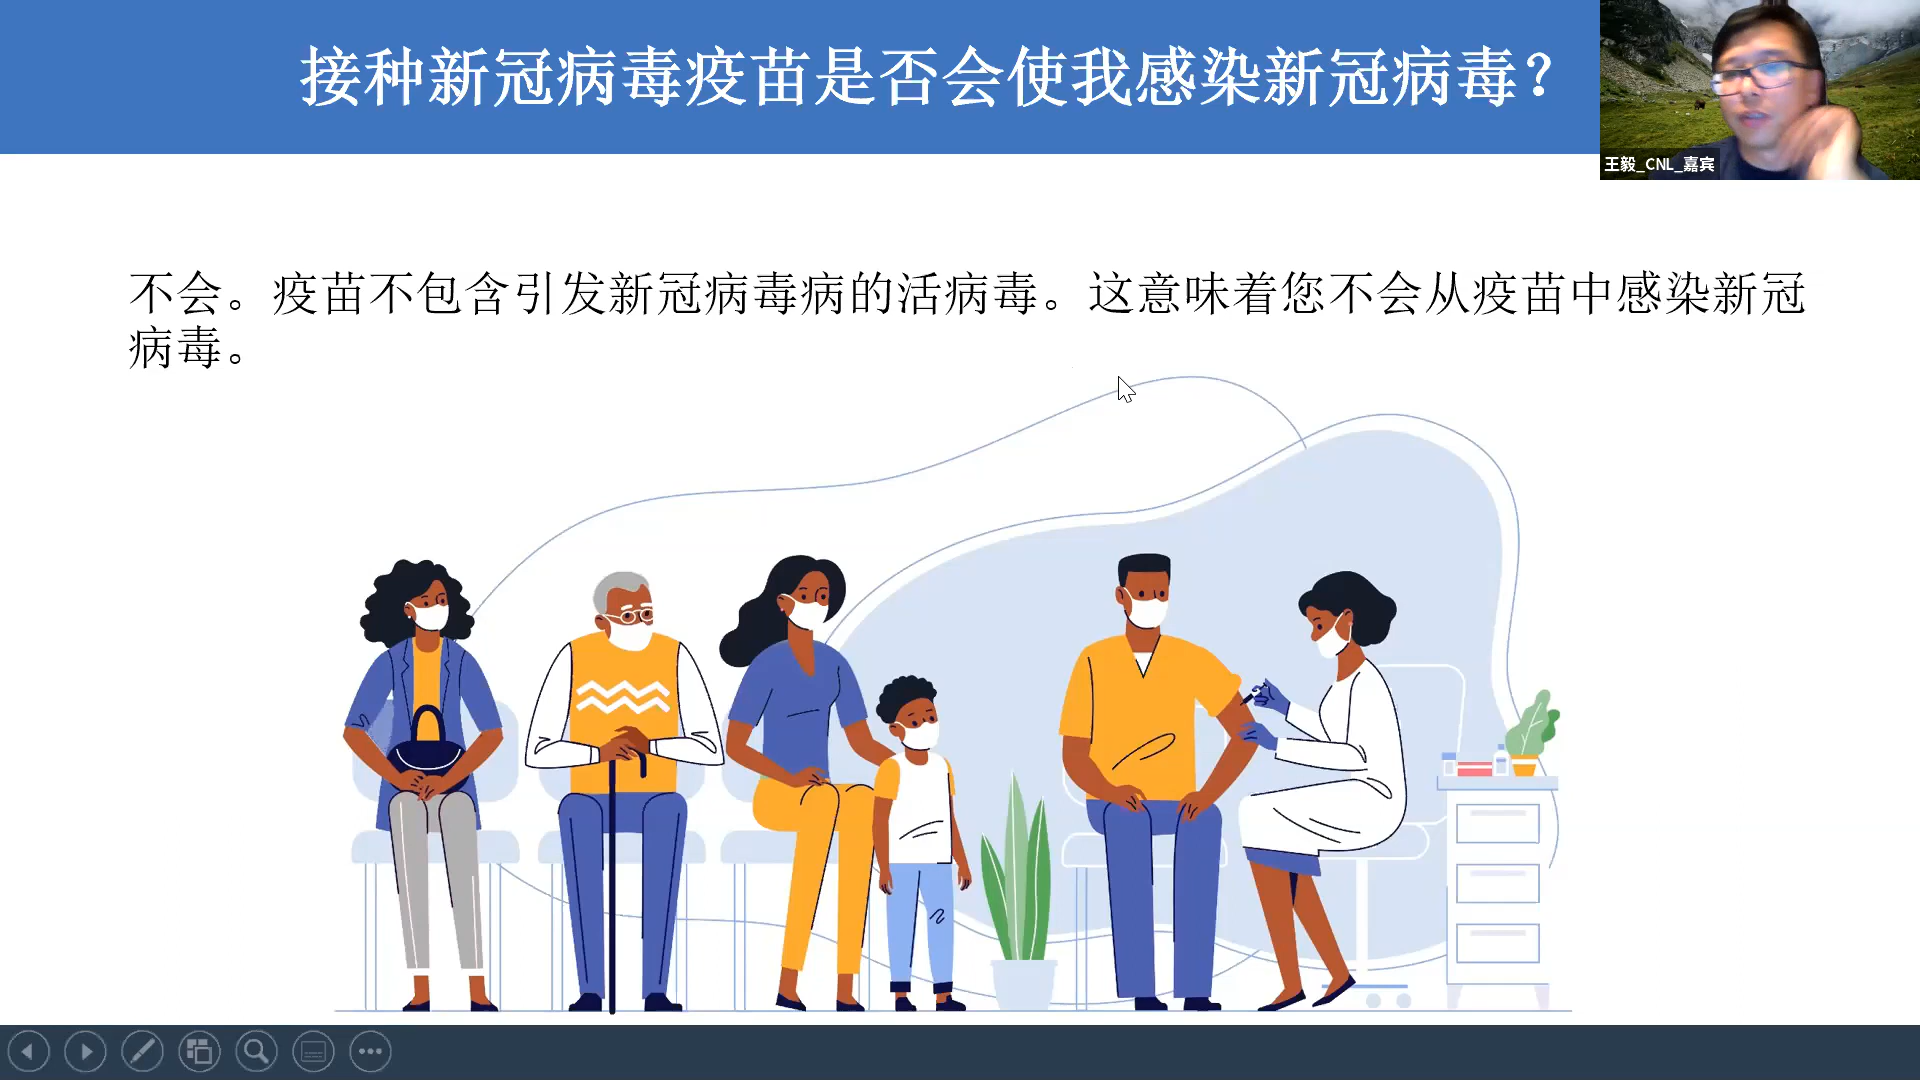 接种新冠病毒疫苗是否会使我感染新冠病毒？
王毅_CNL_嘉宾
不会。疫苗不包含引发新冠病毒病的活病毒。这意味着您不会从疫苗中感染新冠
病毒。